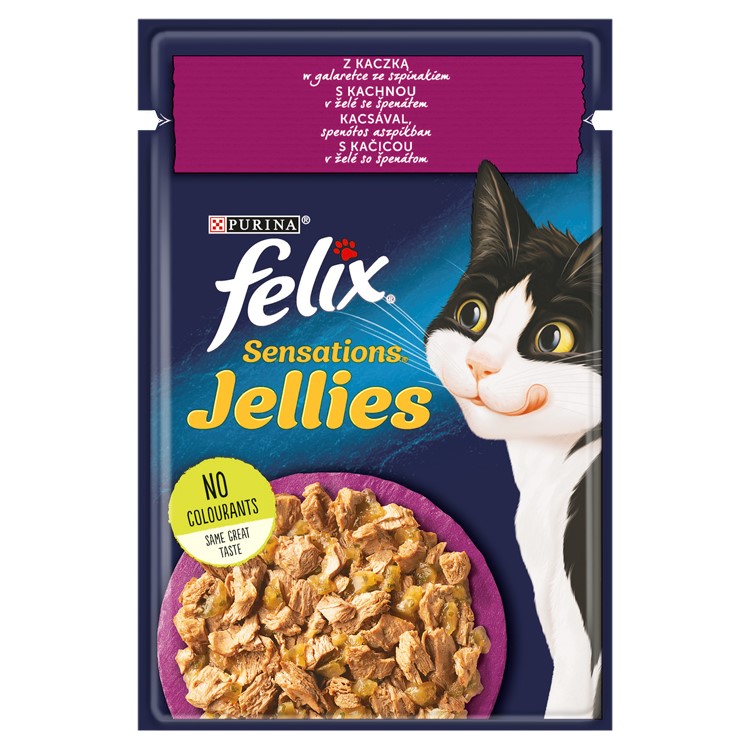 Z KACZKĄ
w galaretce ze szpinakiem
S KACHNOU
v želé se špenátem
KACSÁVAL,
spenótos aszpikban
S KAČICOU
v želé so špenátom
PURINA®
felix®
Sensations™
Jellies
NO
COLOURANTS
SAME GREAT
TASTE